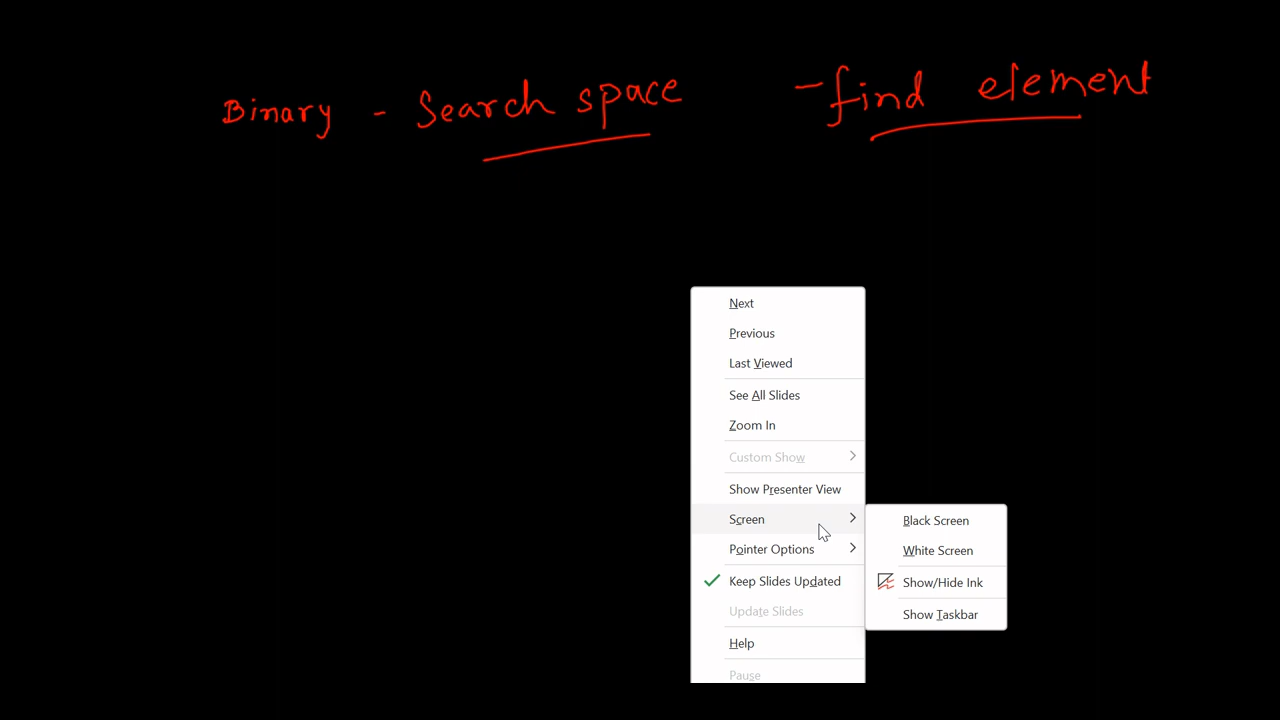 Binary - Search space - find element
Next
Previous
Last Viewed
See All Slides
Zoom In
Custom Show
Show Presenter View
Screen
Pointer Options
Keep Slides Updated
Update Slides
Help
Pause
Black Screen
White Screen
Show/Hide Ink
Show Taskbar